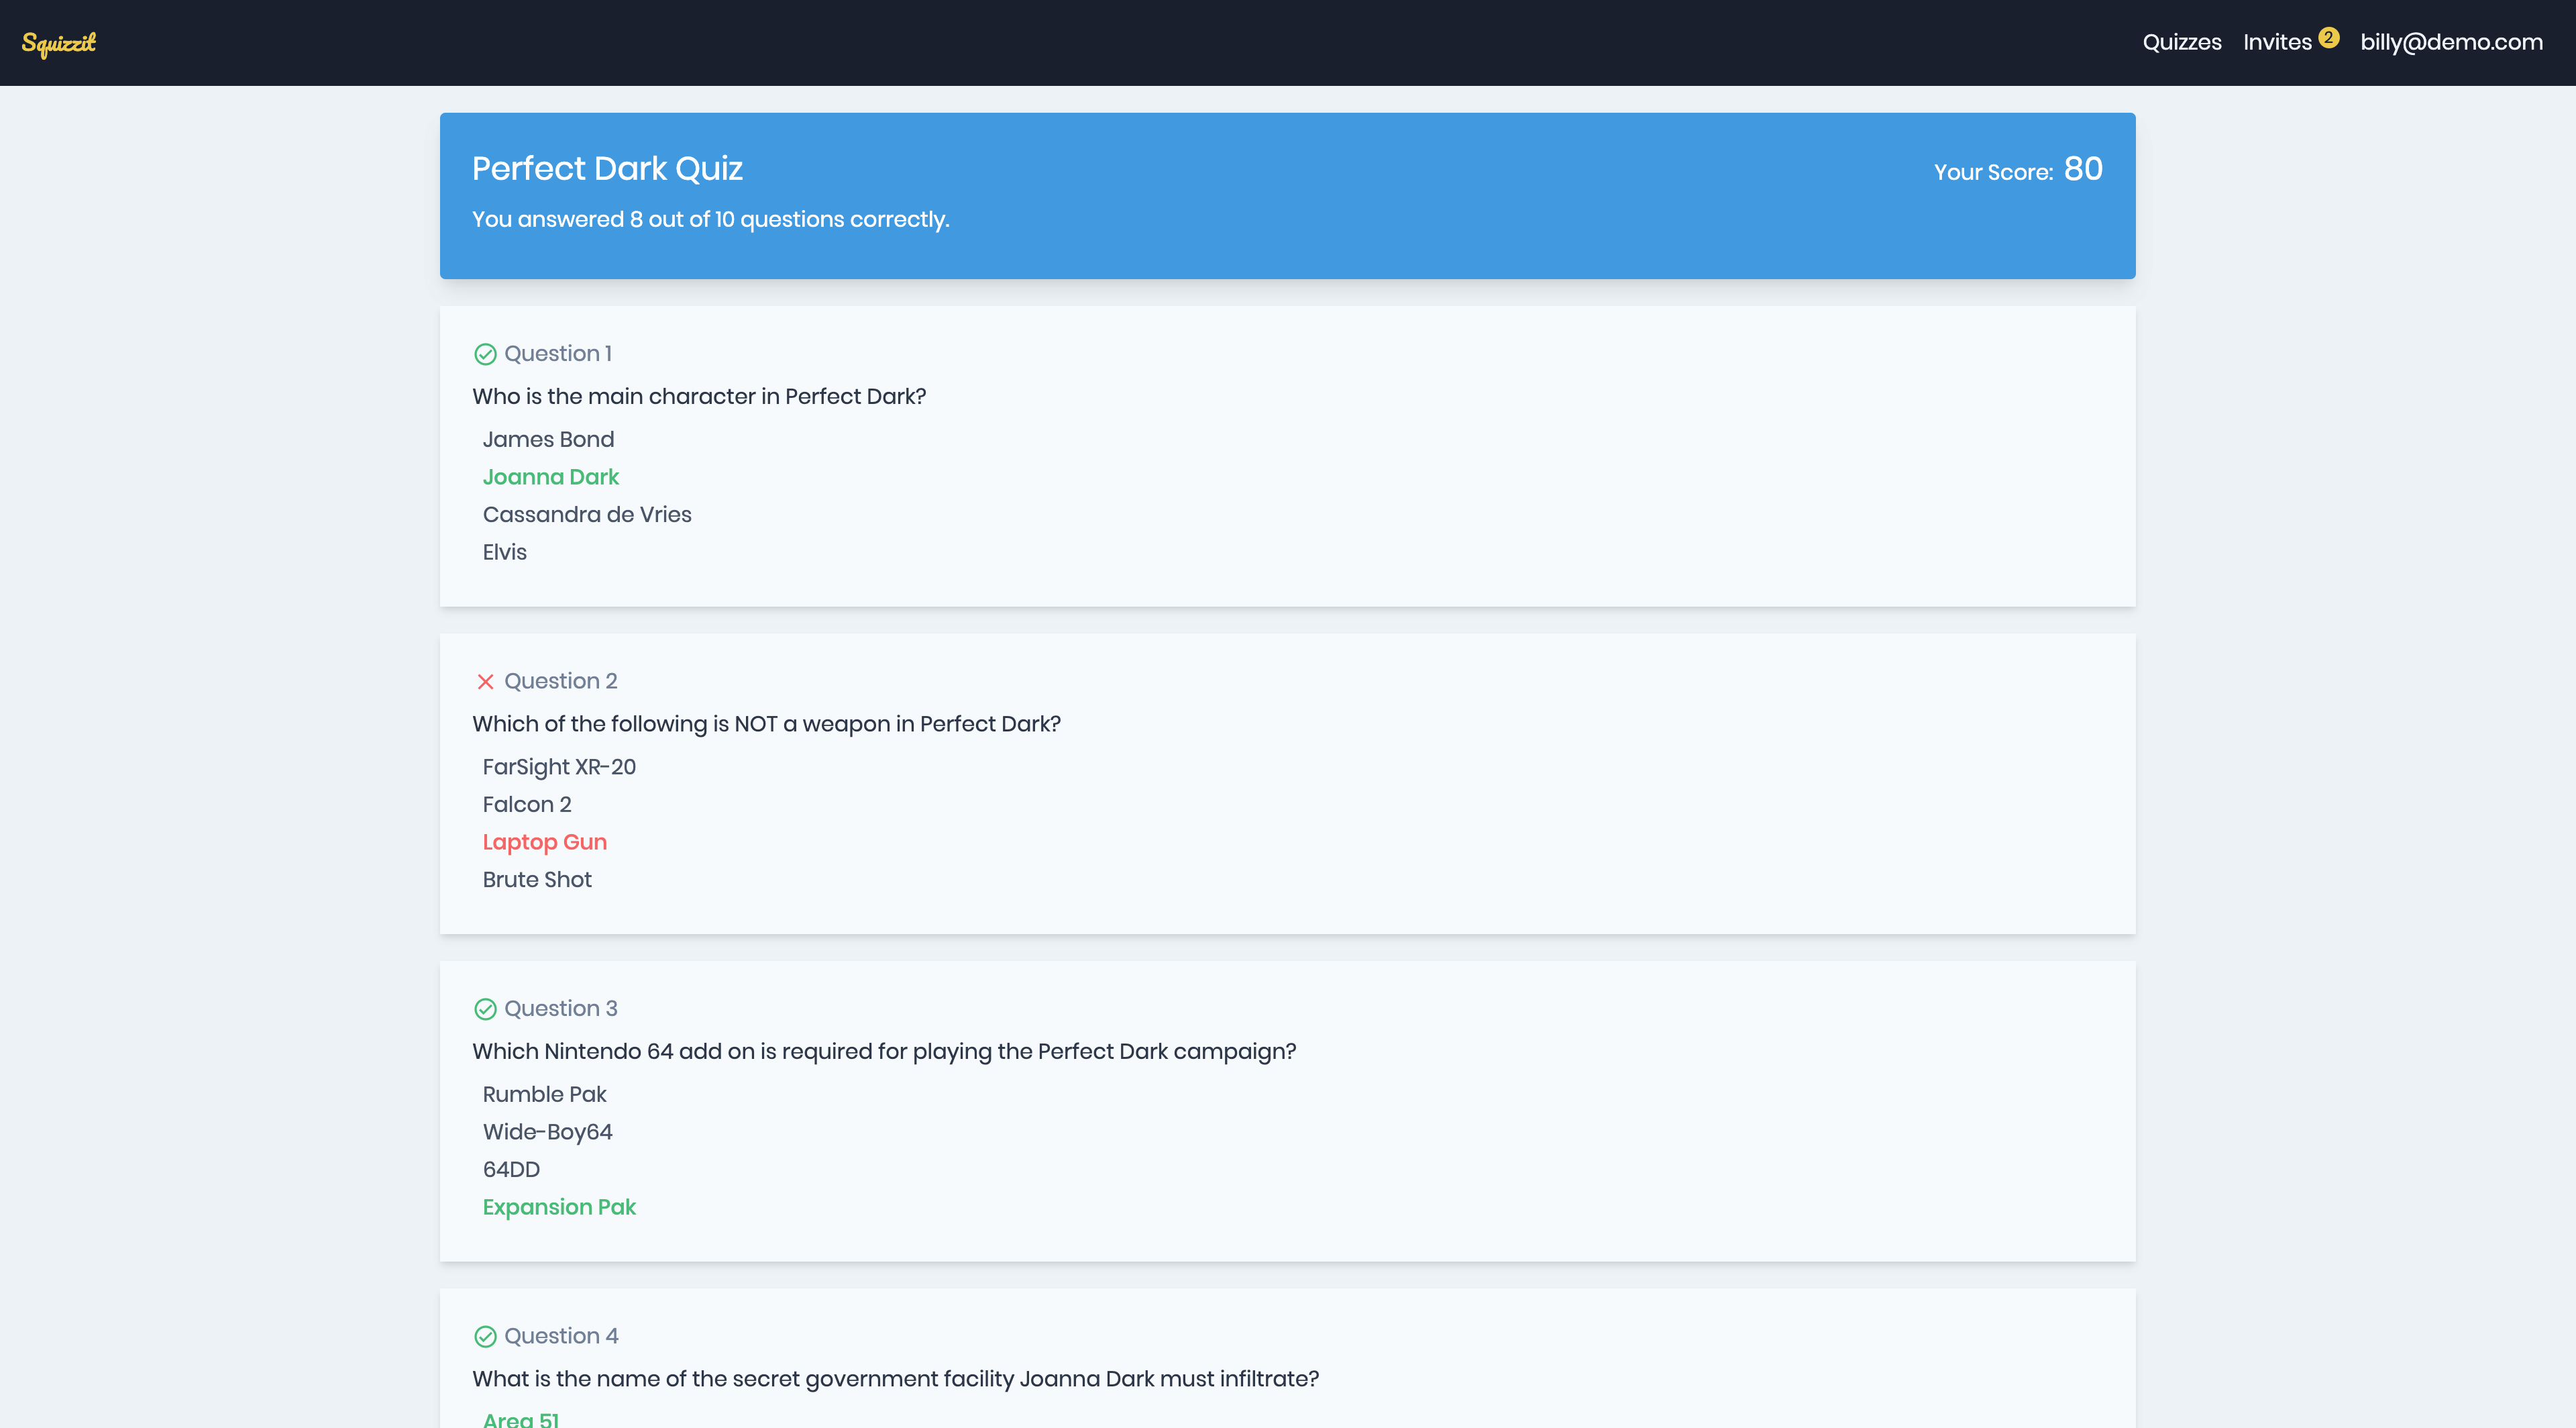 Squizzit
Quizzes Invites 2 billy@demo.com
Perfect Dark Quiz
Your Score: 80
You answered 8 out of 10 questions correctly.
Question 1
Who is the main character in Perfect Dark?
James Bond
Joanna Dark
Cassandra de Vries
Elvis
Question 2
Which of the following is NOT a weapon in Perfect Dark?
FarSight XR-20
Falcon 2
Laptop Gun
Brute Shot
Question 3
Which Nintendo 64 add on is required for playing the Perfect Dark campaign?
Rumble Pak
Wide-Boy64
64DD
Expansion Pak
Question 4
What is the name of the secret government facility Joanna Dark must infiltrate?
Area 51